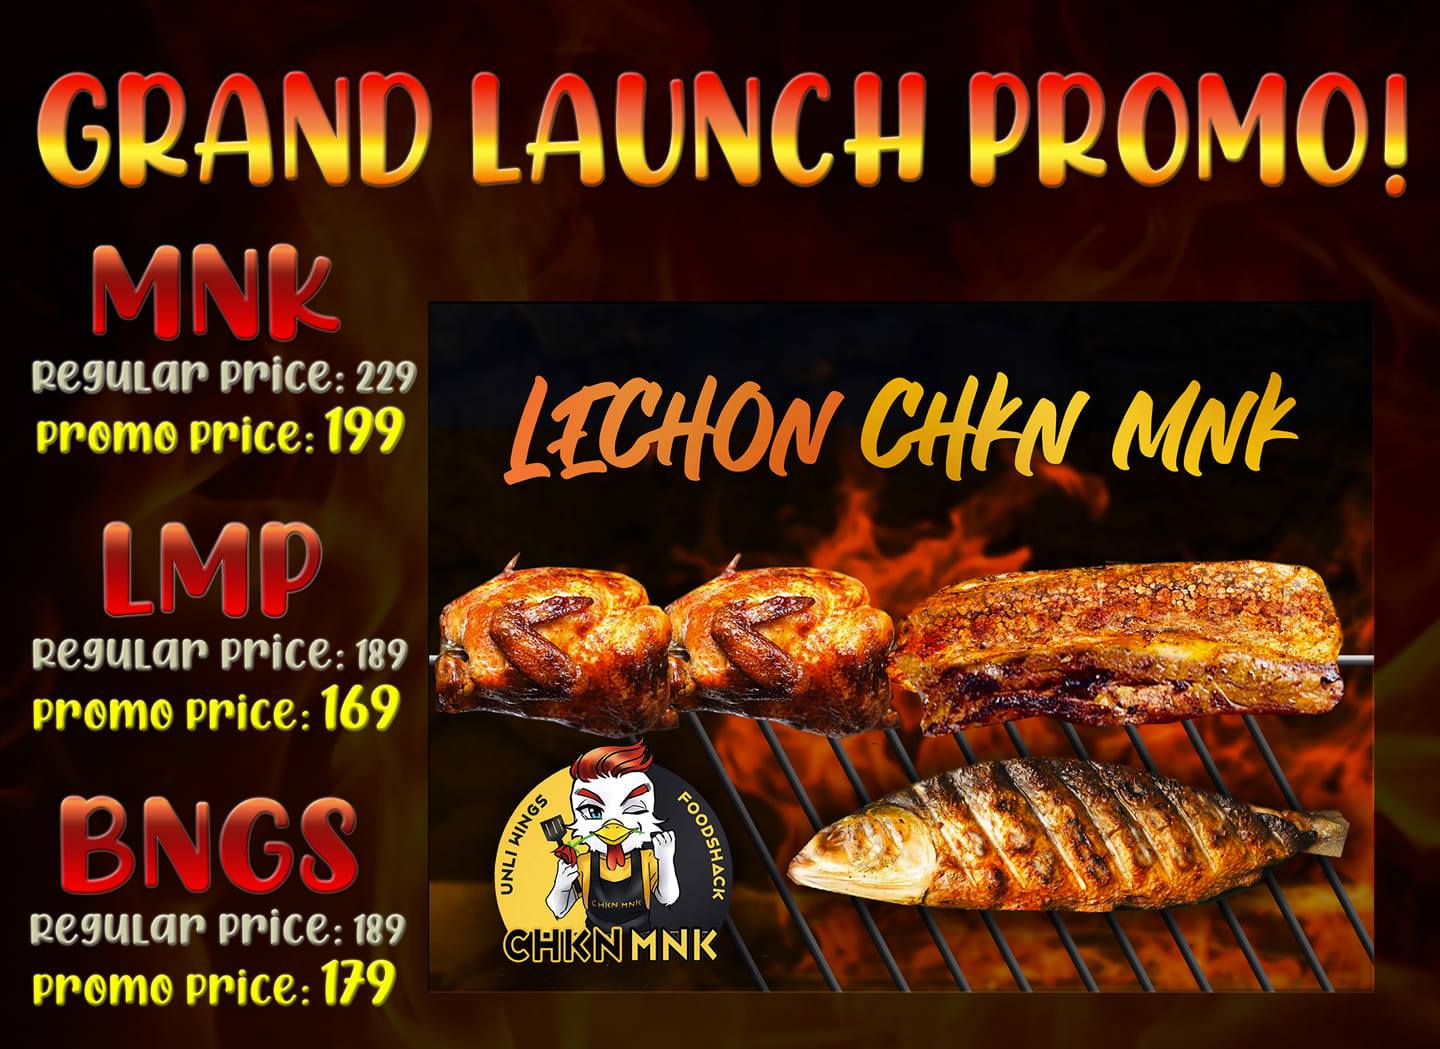 GRAND LAUNCH PROMO!
MNK
Regular Price: 229
Promo Price: 199
LMP
Regular Price: 189
Promo Price: 169
BNGS
Regular Price: 189
Promo Price: 179
LECHON CHKN MNK
UNLI WINGS
FOODSHACK
CHKN MNK
CHKN MNK